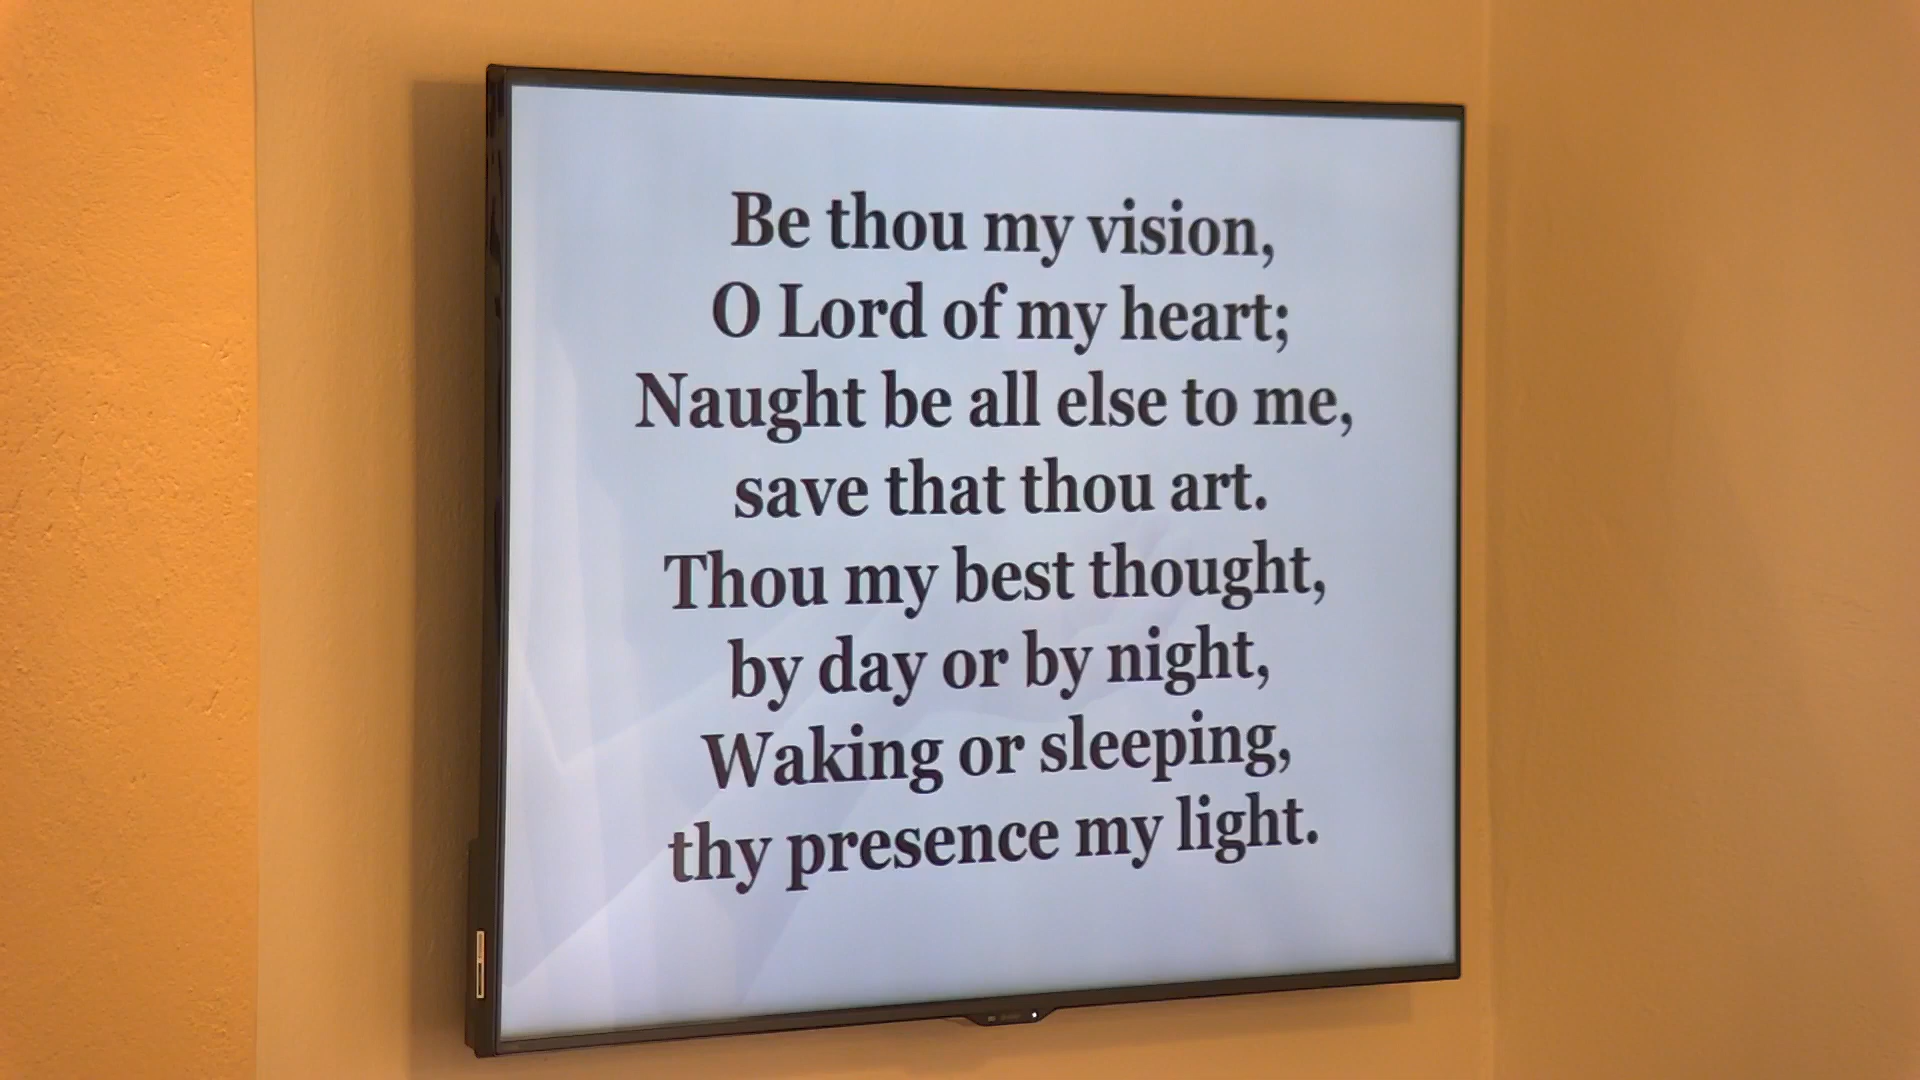 Be thou my vision,
O Lord of my heart;
Naught be all else to me,
save that thou art.
Thou my best thought,
by day or by night,
Waking or sleeping,
thy presence my light.